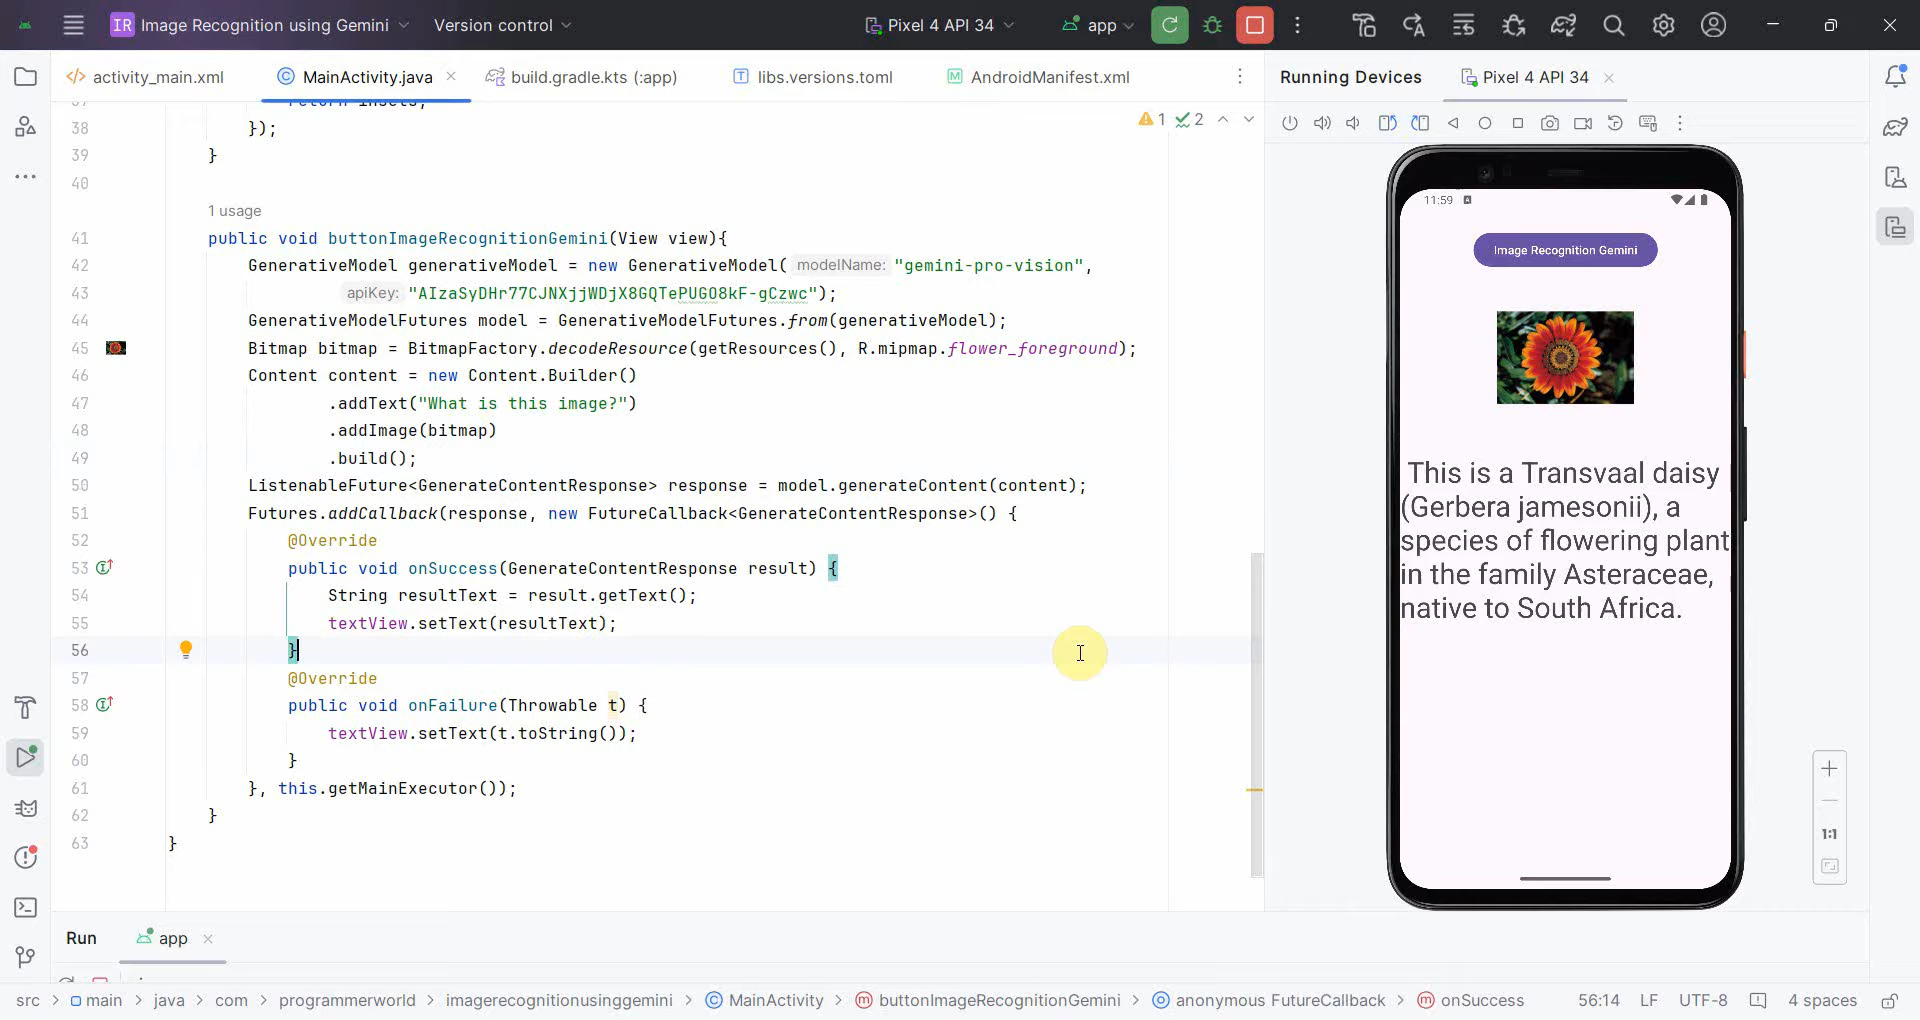 IR Image Recognition using Gemini Version control Pixel 4 API 34 app
activity_main.xml MainActivity.java build.gradle.kts (:app) libs.versions.toml AndroidManifest.xml Running Devices Pixel 4 API 34
37 return insets;
38 });
39 }
40
1 usage
41 public void buttonImageRecognitionGemini(View view){
42 GenerativeModel generativeModel = new GenerativeModel( modelName: "gemini-pro-vision",
43 apiKey: "AIzaSyDHr77CJNXjjWDjX8GQTePUGO8kF-gCzwc");
44 GenerativeModelFutures model = GenerativeModelFutures.from(generativeModel);
45 Bitmap bitmap = BitmapFactory.decodeResource(getResources(), R.mipmap.flower_foreground);
46 Content content = new Content.Builder()
47 .addText("What is this image?")
48 .addImage(bitmap)
49 .build();
50 ListenableFuture<GenerateContentResponse> response = model.generateContent(content);
51 Futures.addCallback(response, new FutureCallback<GenerateContentResponse>() {
52 @Override
53 public void onSuccess(GenerateContentResponse result) {
54 String resultText = result.getText();
55 textView.setText(resultText);
56 }
57 @Override
58 public void onFailure(Throwable t) {
59 textView.setText(t.toString());
60 }
61 }, this.getMainExecutor());
62 }
63 }
1 2
11:59
Image Recognition Gemini
This is a Transvaal daisy
(Gerbera jamesonii), a
species of flowering plant
in the family Asteraceae,
native to South Africa.
1:1
Run app
src > main > java > com > programmerworld > imagerecognitionusinggemini > MainActivity > buttonImageRecognitionGemini > anonymous FutureCallback > onSuccess 56:14 LF UTF-8 4 spaces